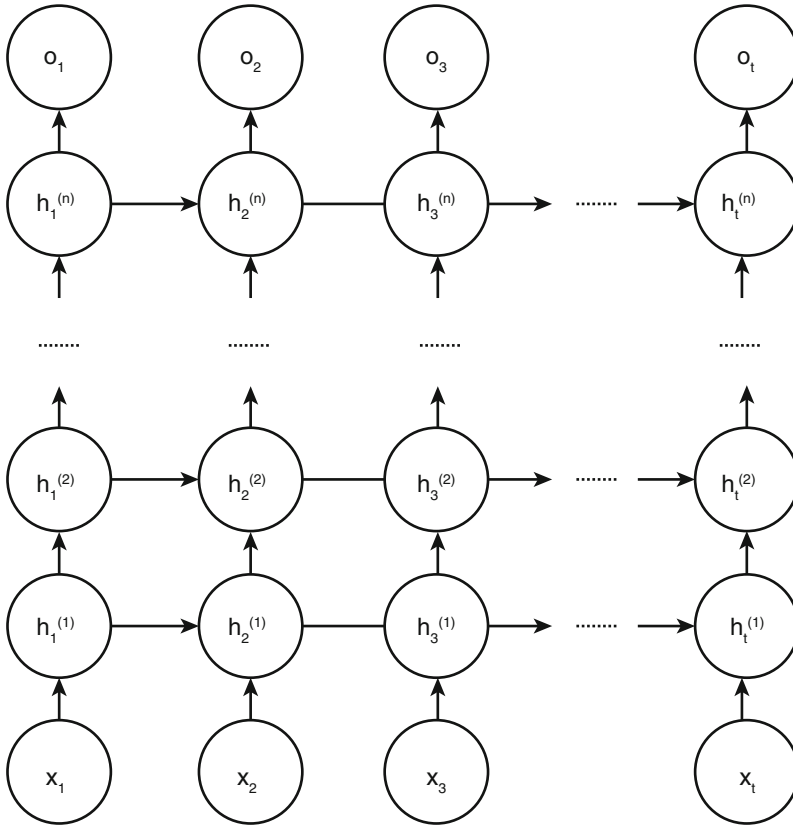 o₁ o₂ o₃ oₜ
h₁⁽ⁿ⁾ h₂⁽ⁿ⁾ h₃⁽ⁿ⁾ ........ hₜ⁽ⁿ⁾
........ ........ ........ ........
h₁⁽²⁾ h₂⁽²⁾ h₃⁽²⁾ ........ hₜ⁽²⁾
h₁⁽¹⁾ h₂⁽¹⁾ h₃⁽¹⁾ ........ hₜ⁽¹⁾
x₁ x₂ x₃ xₜ